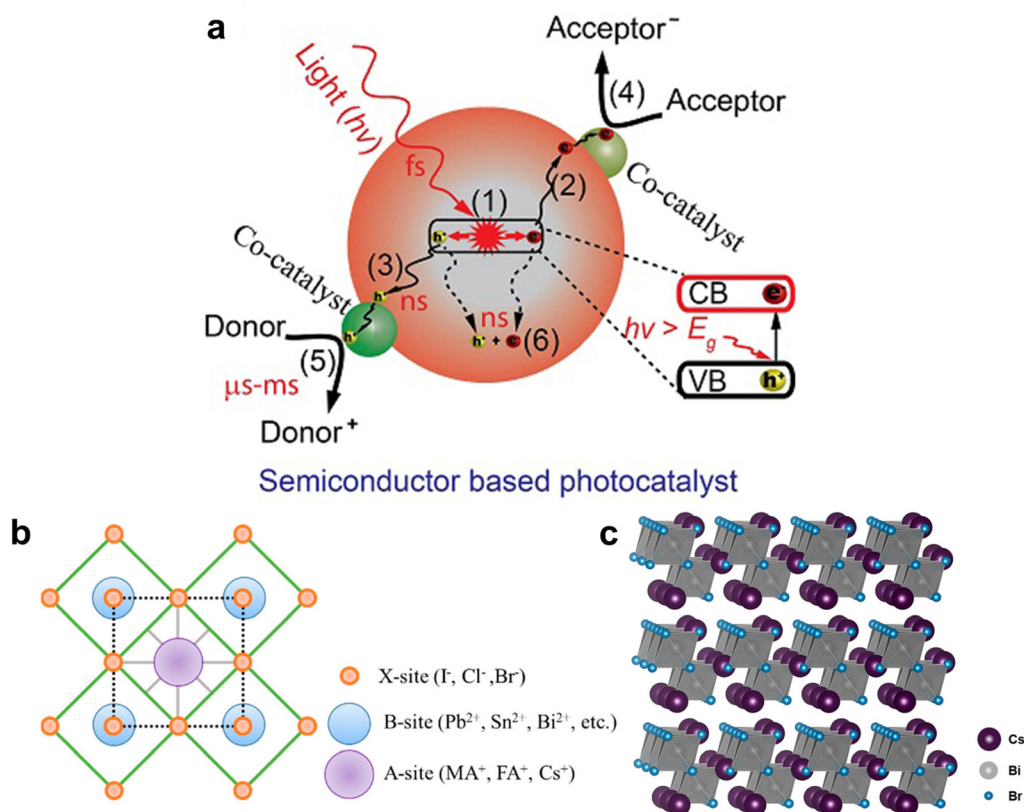 a
Acceptor⁻
(4)
Acceptor
Light (hv)
fs
e⁻
e⁻
(2)
Co-catalyst
(1)
h⁺
e⁻
Co-catalyst
(3)
h⁺
ns
CB
e⁻
Donor
h⁺
ns
h⁺ + e⁻ (6)
hv > Eg
(5)
VB
h⁺
μs-ms
Donor⁺
Semiconductor based photocatalyst
b
X-site (I⁻, Cl⁻,Br⁻)
B-site (Pb²⁺, Sn²⁺, Bi²⁺, etc.)
A-site (MA⁺, FA⁺, Cs⁺)
c
Cs
Bi
Br